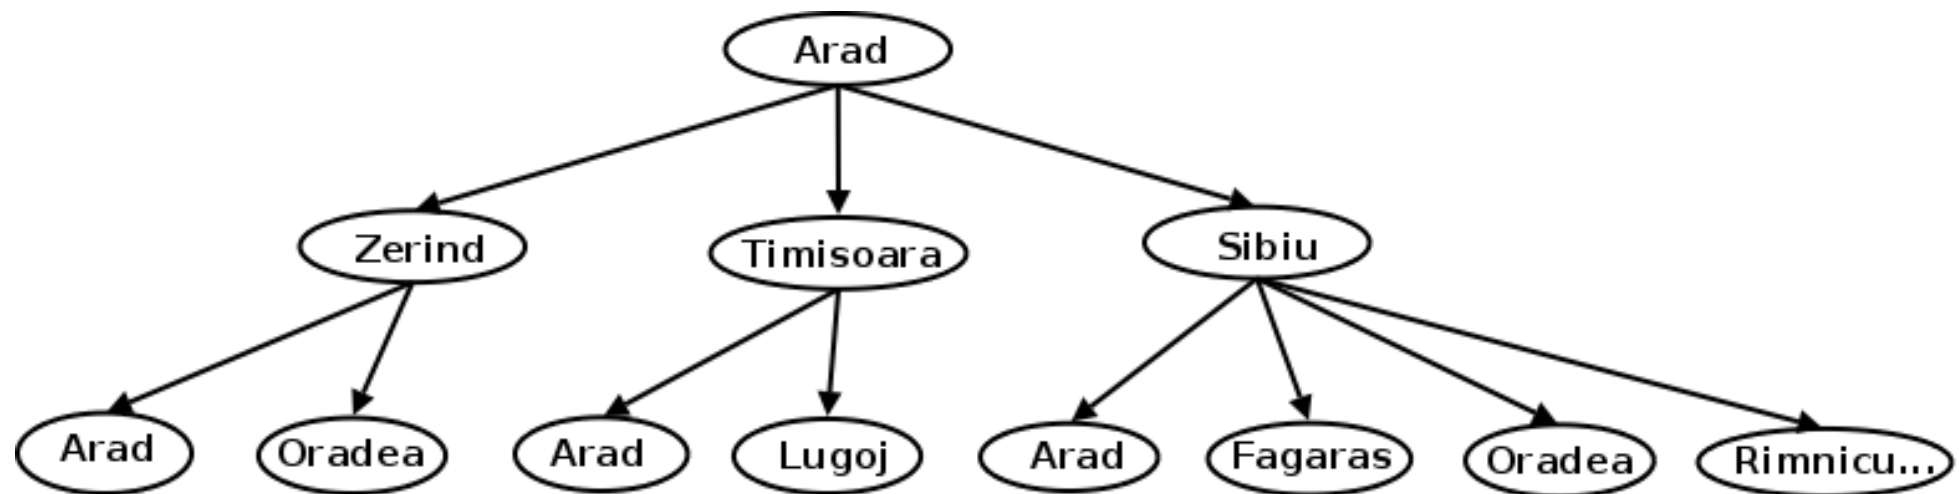 Arad
Zerind
Timisoara
Sibiu
Arad
Oradea
Arad
Lugoj
Arad
Fagaras
Oradea
Rimnicu...